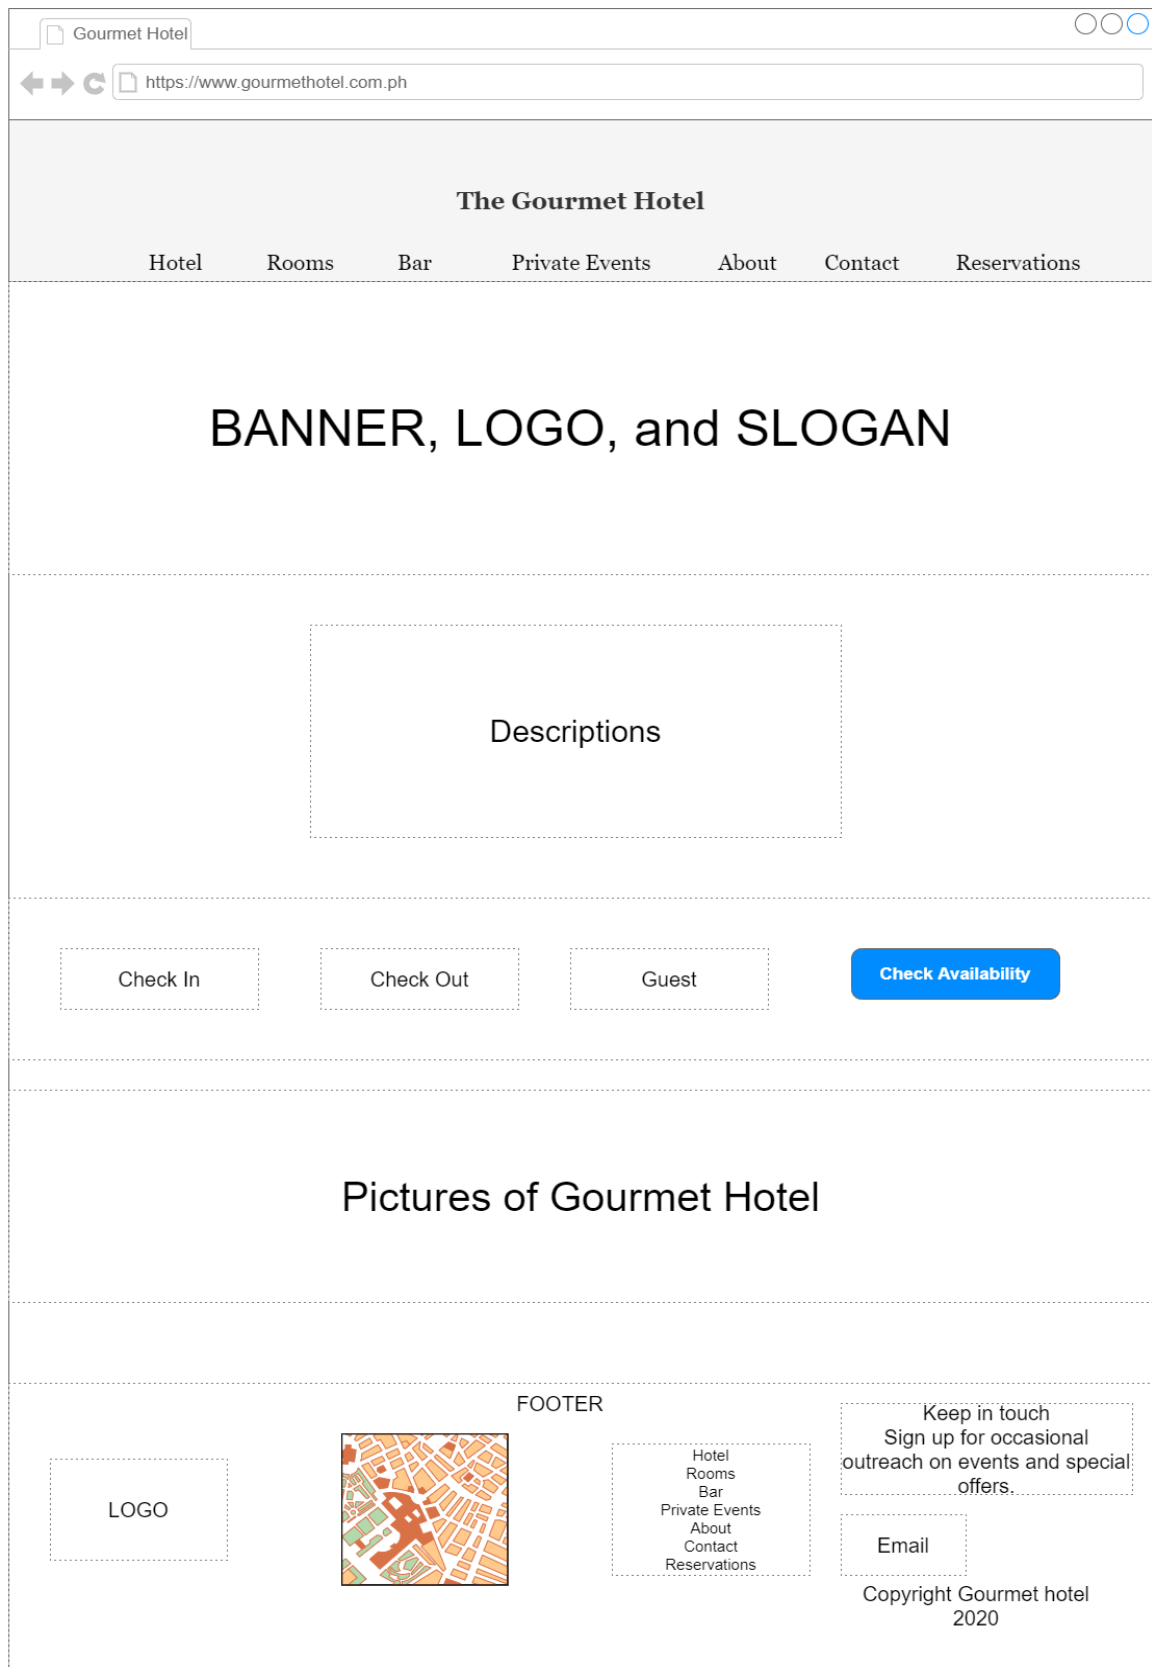 Gourmet Hotel
https://www.gourmethotel.com.ph
The Gourmet Hotel
Hotel Rooms Bar Private Events About Contact Reservations
BANNER, LOGO, and SLOGAN
Descriptions
Check In Check Out Guest Check Availability
Pictures of Gourmet Hotel
FOOTER
LOGO
Hotel
Rooms
Bar
Private Events
About
Contact
Reservations
Keep in touch
Sign up for occasional
outreach on events and special
offers.
Email
Copyright Gourmet hotel
2020